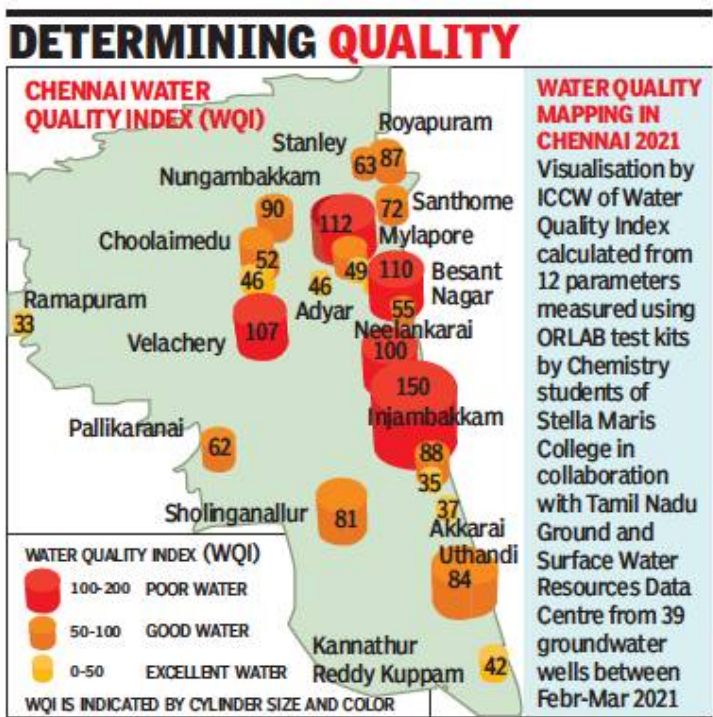 DETERMINING QUALITY
CHENNAI WATER
QUALITY INDEX (WQI)
Royapuram
Stanley
63 87
Nungambakkam
90
72 Santhome
112
Mylapore
Choolaimedu
52
49
110 Besant
Nagar
46
46
Adyar
55
Ramapuram
33
Velachery
107
Neelankarai
100
150
Injambakkam
Pallikaranai
62
88
35
37
Akkarai
Sholinganallur
81
Uthandi
84
Kannathur
Reddy Kuppam
42
WATER QUALITY INDEX (WQI)
100-200 POOR WATER
50-100 GOOD WATER
0-50 EXCELLENT WATER
WQI IS INDICATED BY CYLINDER SIZE AND COLOR
WATER QUALITY
MAPPING IN
CHENNAI 2021
Visualisation by
ICCW of Water
Quality Index
calculated from
12 parameters
measured using
ORLAB test kits
by Chemistry
students of
Stella Maris
College in
collaboration
with Tamil Nadu
Ground and
Surface Water
Resources Data
Centre from 39
groundwater
wells between
Febr-Mar 2021